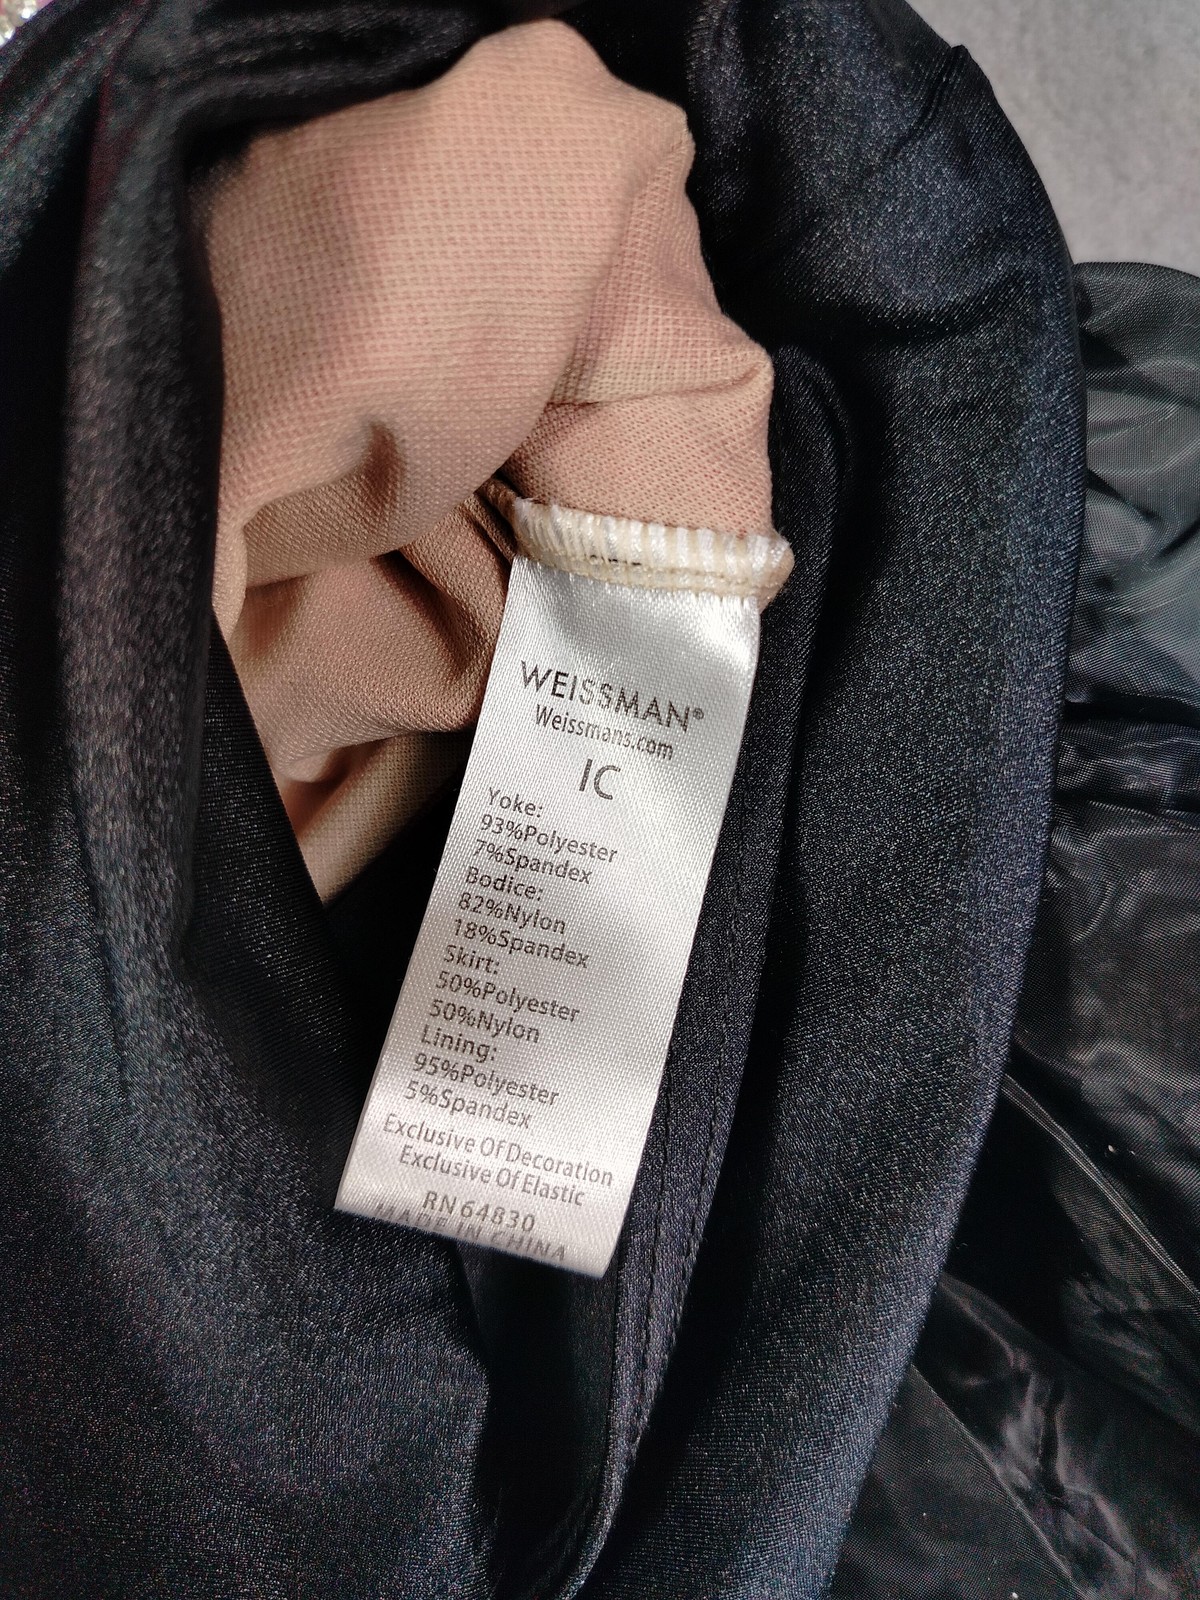 WEISSMAN®
Weissmans.com
IC
Yoke:
93%Polyester
7%Spandex
Bodice:
82%Nylon
18%Spandex
Skirt:
50%Polyester
50%Nylon
Lining:
95%Polyester
5%Spandex
Exclusive Of Decoration
Exclusive Of Elastic
RN 64830
MADE IN CHINA